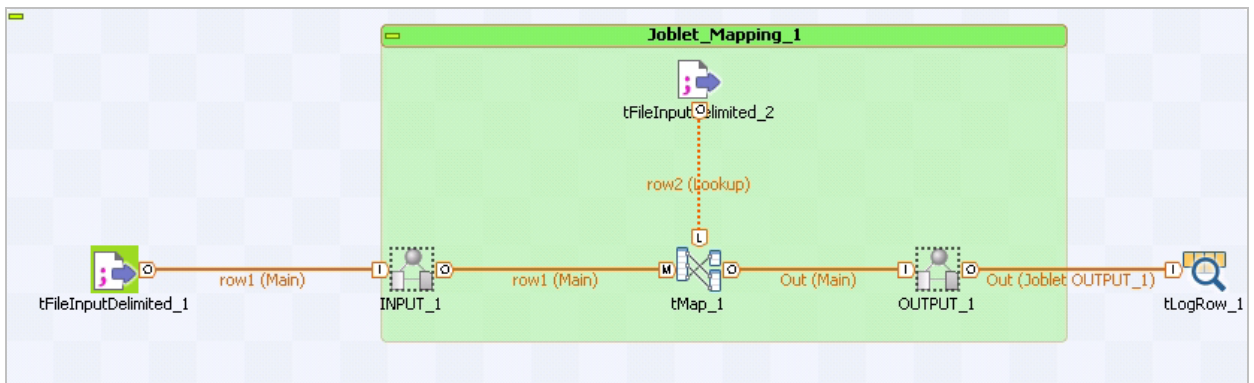 Joblet_Mapping_1
tFileInputDelimited_2
O
row2 (Lookup)
L
O row1 (Main) I O row1 (Main) M O Out (Main) I O Out (Joblet OUTPUT_1) I
tFileInputDelimited_1 INPUT_1 tMap_1 OUTPUT_1 tLogRow_1